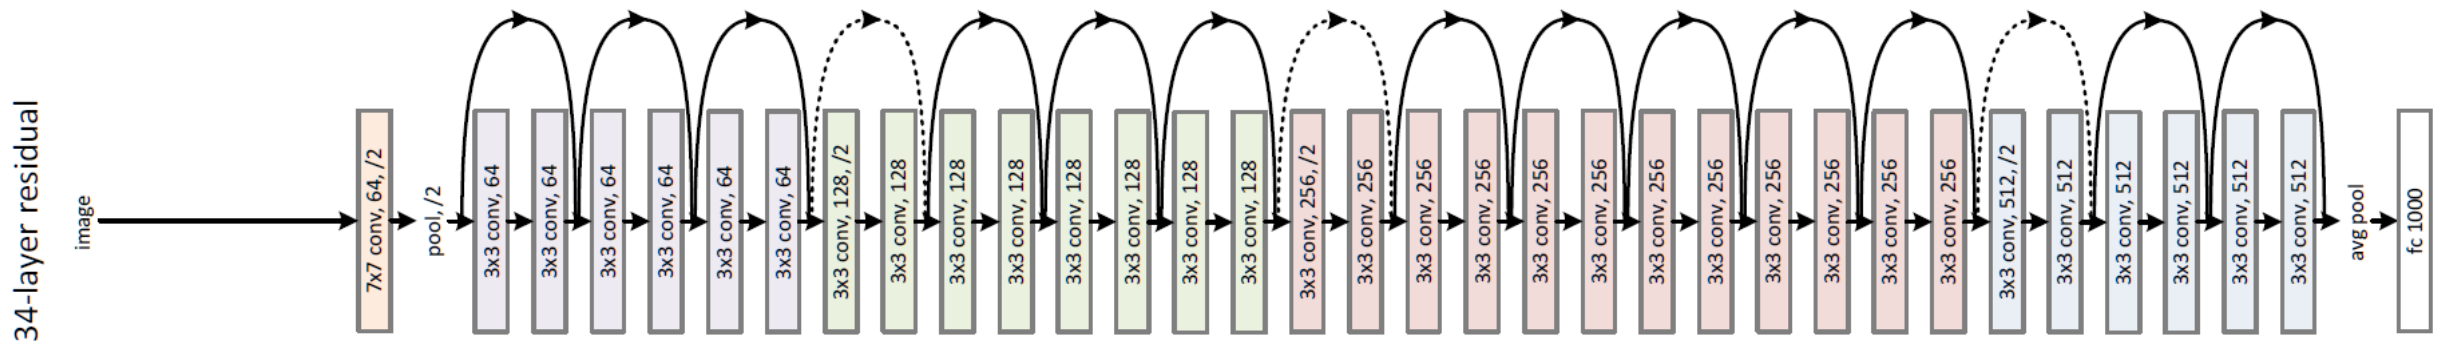 34-layer residual
image
7x7 conv, 64, /2
pool, /2
3x3 conv, 64
3x3 conv, 64
3x3 conv, 64
3x3 conv, 64
3x3 conv, 64
3x3 conv, 64
3x3 conv, 128, /2
3x3 conv, 128
3x3 conv, 128
3x3 conv, 128
3x3 conv, 128
3x3 conv, 128
3x3 conv, 128
3x3 conv, 128
3x3 conv, 256, /2
3x3 conv, 256
3x3 conv, 256
3x3 conv, 256
3x3 conv, 256
3x3 conv, 256
3x3 conv, 256
3x3 conv, 256
3x3 conv, 256
3x3 conv, 256
3x3 conv, 256
3x3 conv, 256
3x3 conv, 512, /2
3x3 conv, 512
3x3 conv, 512
3x3 conv, 512
3x3 conv, 512
3x3 conv, 512
avg pool
fc 1000